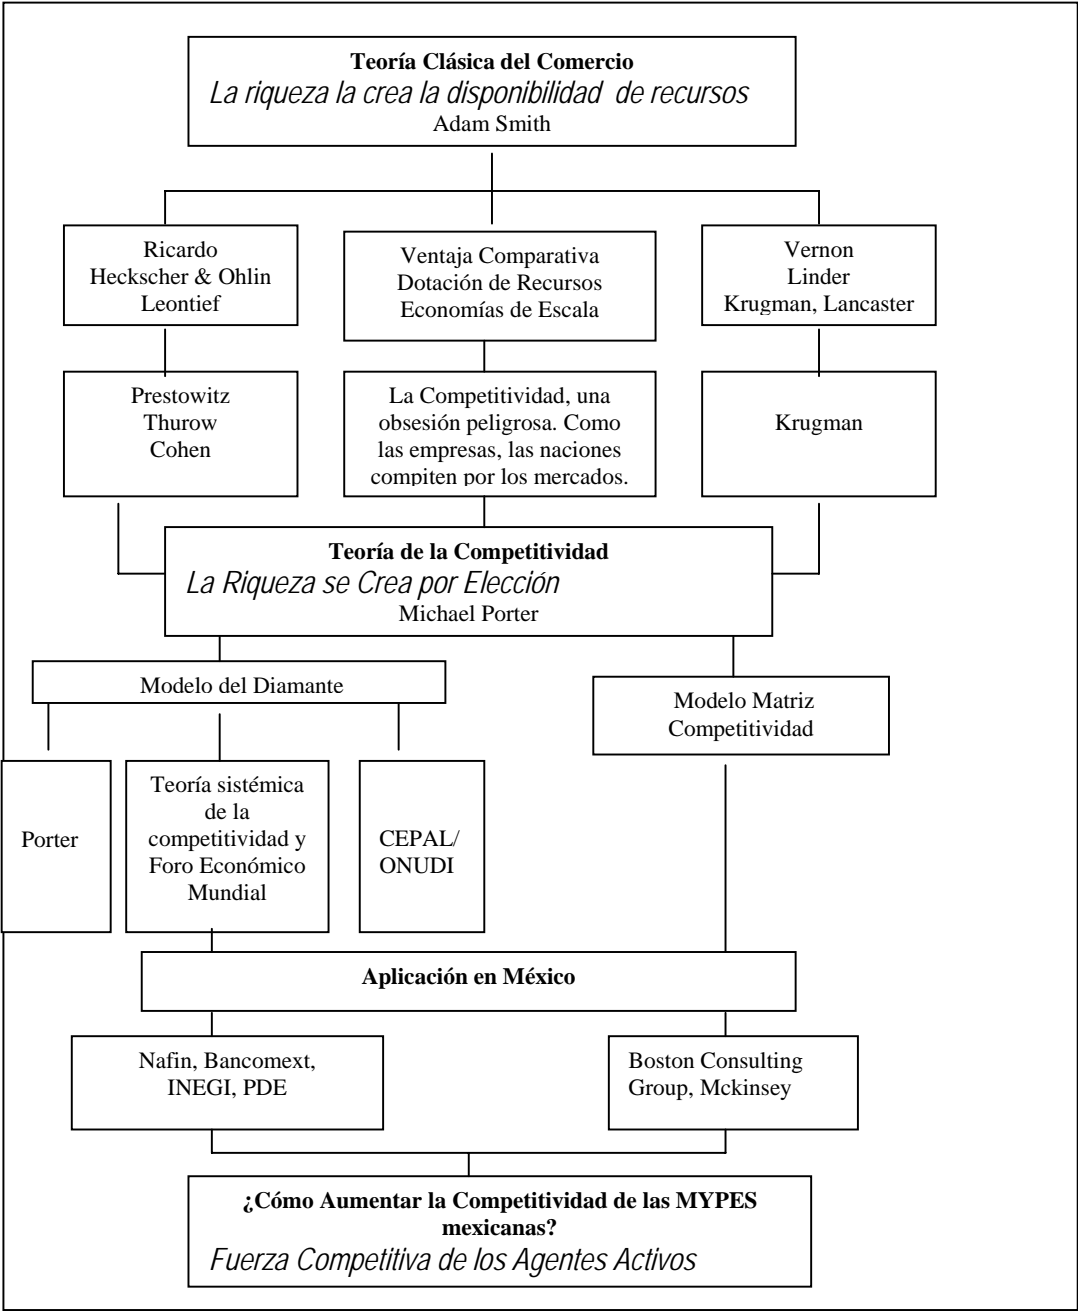 Teoría Clásica del Comercio
La riqueza la crea la disponibilidad de recursos
Adam Smith
Ricardo
Heckscher & Ohlin
Leontief
Ventaja Comparativa
Dotación de Recursos
Economías de Escala
Vernon
Linder
Krugman, Lancaster
Prestowitz
Thurow
Cohen
La Competitividad, una
obsesión peligrosa. Como
las empresas, las naciones
compiten por los mercados.
Krugman
Teoría de la Competitividad
La Riqueza se Crea por Elección
Michael Porter
Modelo del Diamante
Modelo Matriz
Competitividad
Porter
Teoría sistémica
de la
competitividad y
Foro Económico
Mundial
CEPAL/
ONUDI
Aplicación en México
Nafin, Bancomext,
INEGI, PDE
Boston Consulting
Group, Mckinsey
¿Cómo Aumentar la Competitividad de las MYPES
mexicanas?
Fuerza Competitiva de los Agentes Activos